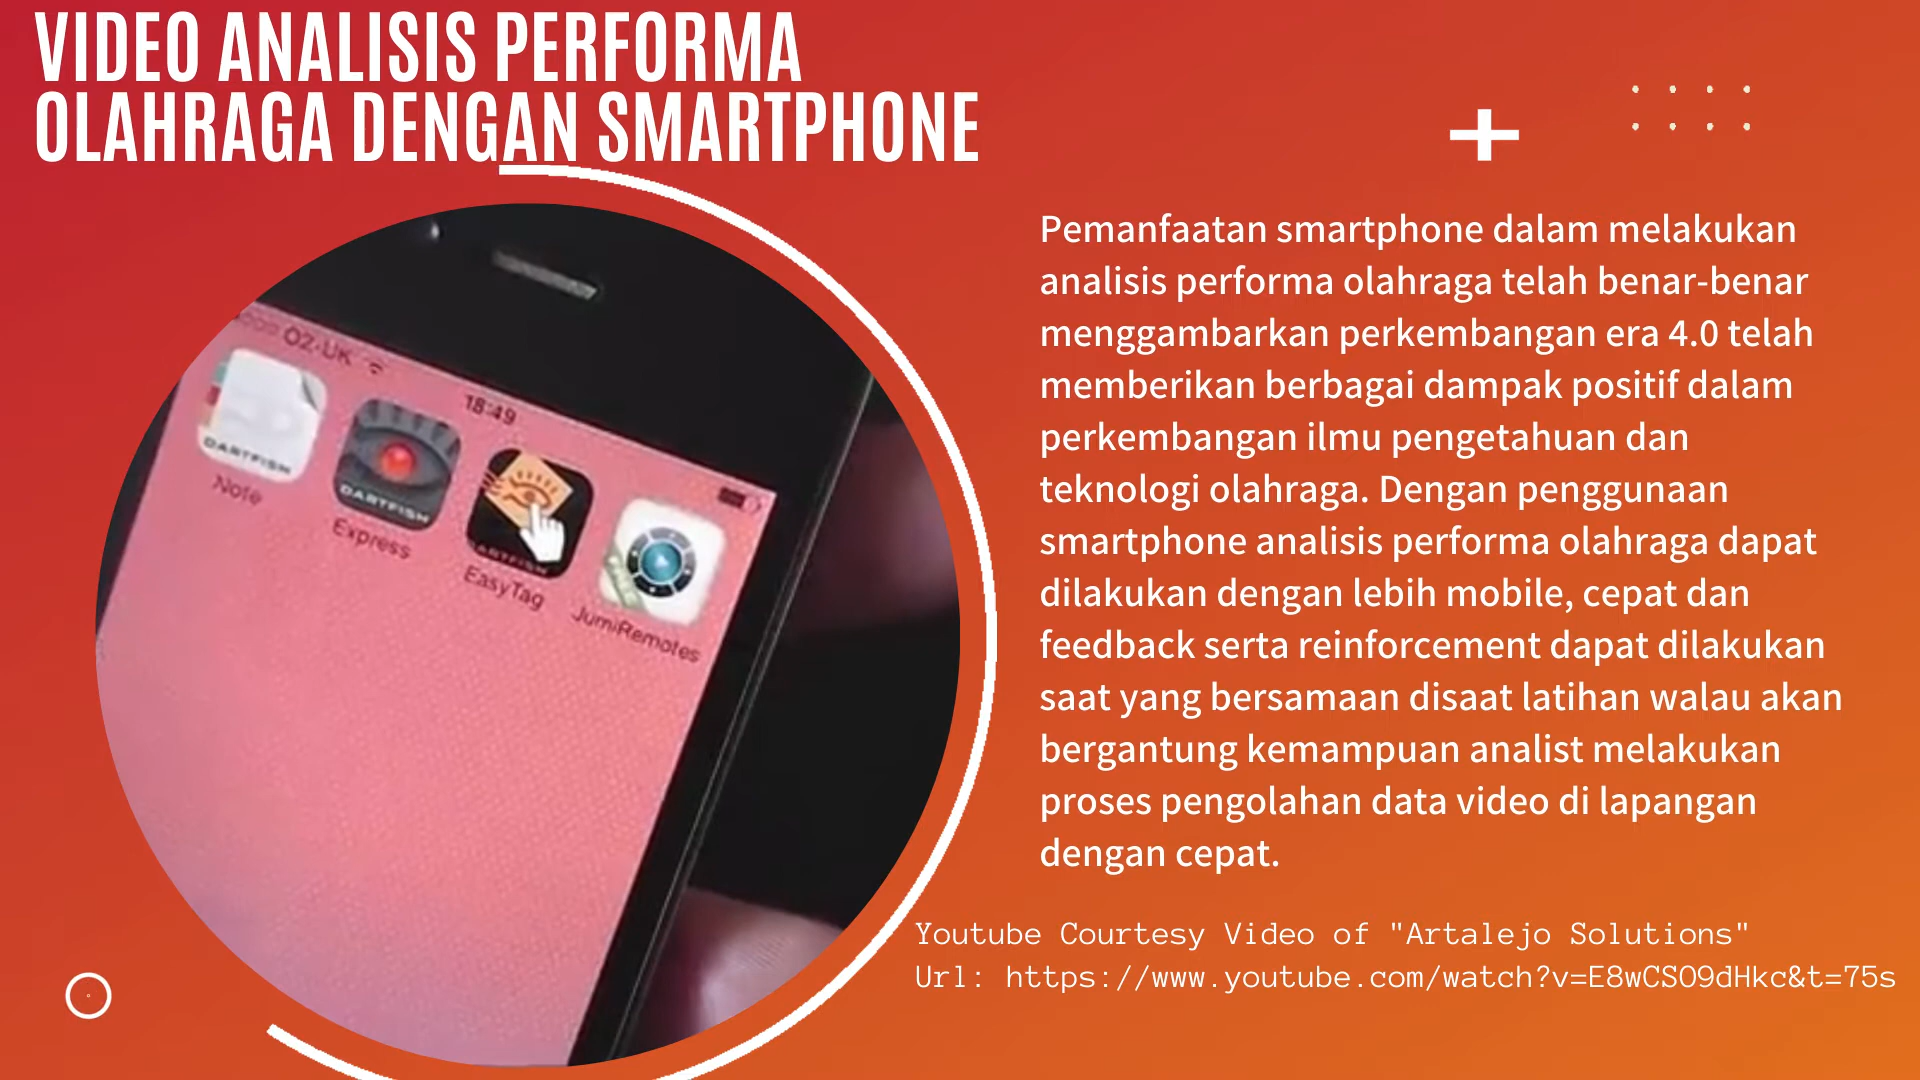 VIDEO ANALISIS PERFORMA
OLAHRAGA DENGAN SMARTPHONE
Pemanfaatan smartphone dalam melakukan
analisis performa olahraga telah benar-benar
menggambarkan perkembangan era 4.0 telah
memberikan berbagai dampak positif dalam
perkembangan ilmu pengetahuan dan
teknologi olahraga. Dengan penggunaan
smartphone analisis performa olahraga dapat
dilakukan dengan lebih mobile, cepat dan
feedback serta reinforcement dapat dilakukan
saat yang bersamaan disaat latihan walau akan
bergantung kemampuan analist melakukan
proses pengolahan data video di lapangan
dengan cepat.
O2-UK
18:49
DARTFISH
Note
DARTFISH
Express
DARTFISH
EasyTag
JumiRemotes
Youtube Courtesy Video of "Artalejo Solutions"
Url: https://www.youtube.com/watch?v=E8wCSO9dHkc&t=75s